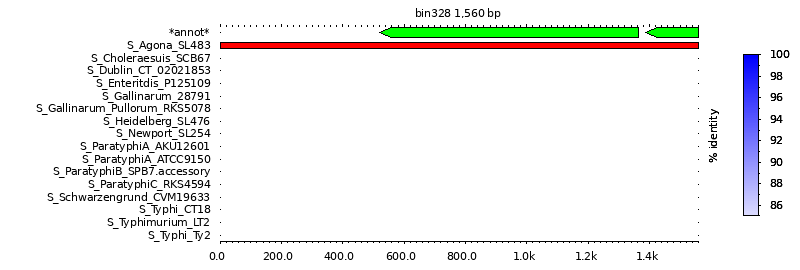 bin328 1,560 bp
*annot*
S_Agona_SL483
S_Choleraesuis_SCB67
S_Dublin_CT_02021853
S_Enteritdis_P125109
S_Gallinarum_28791
S_Gallinarum_Pullorum_RKS5078
S_Heidelberg_SL476
S_Newport_SL254
S_ParatyphiA_AKU12601
S_ParatyphiA_ATCC9150
S_ParatyphiB_SPB7.accessory
S_ParatyphiC_RKS4594
S_Schwarzengrund_CVM19633
S_Typhi_CT18
S_Typhimurium_LT2
S_Typhi_Ty2
0.0 200.0 400.0 600.0 800.0 1.0k 1.2k 1.4k
% identity
100
98
96
94
92
90
88
86